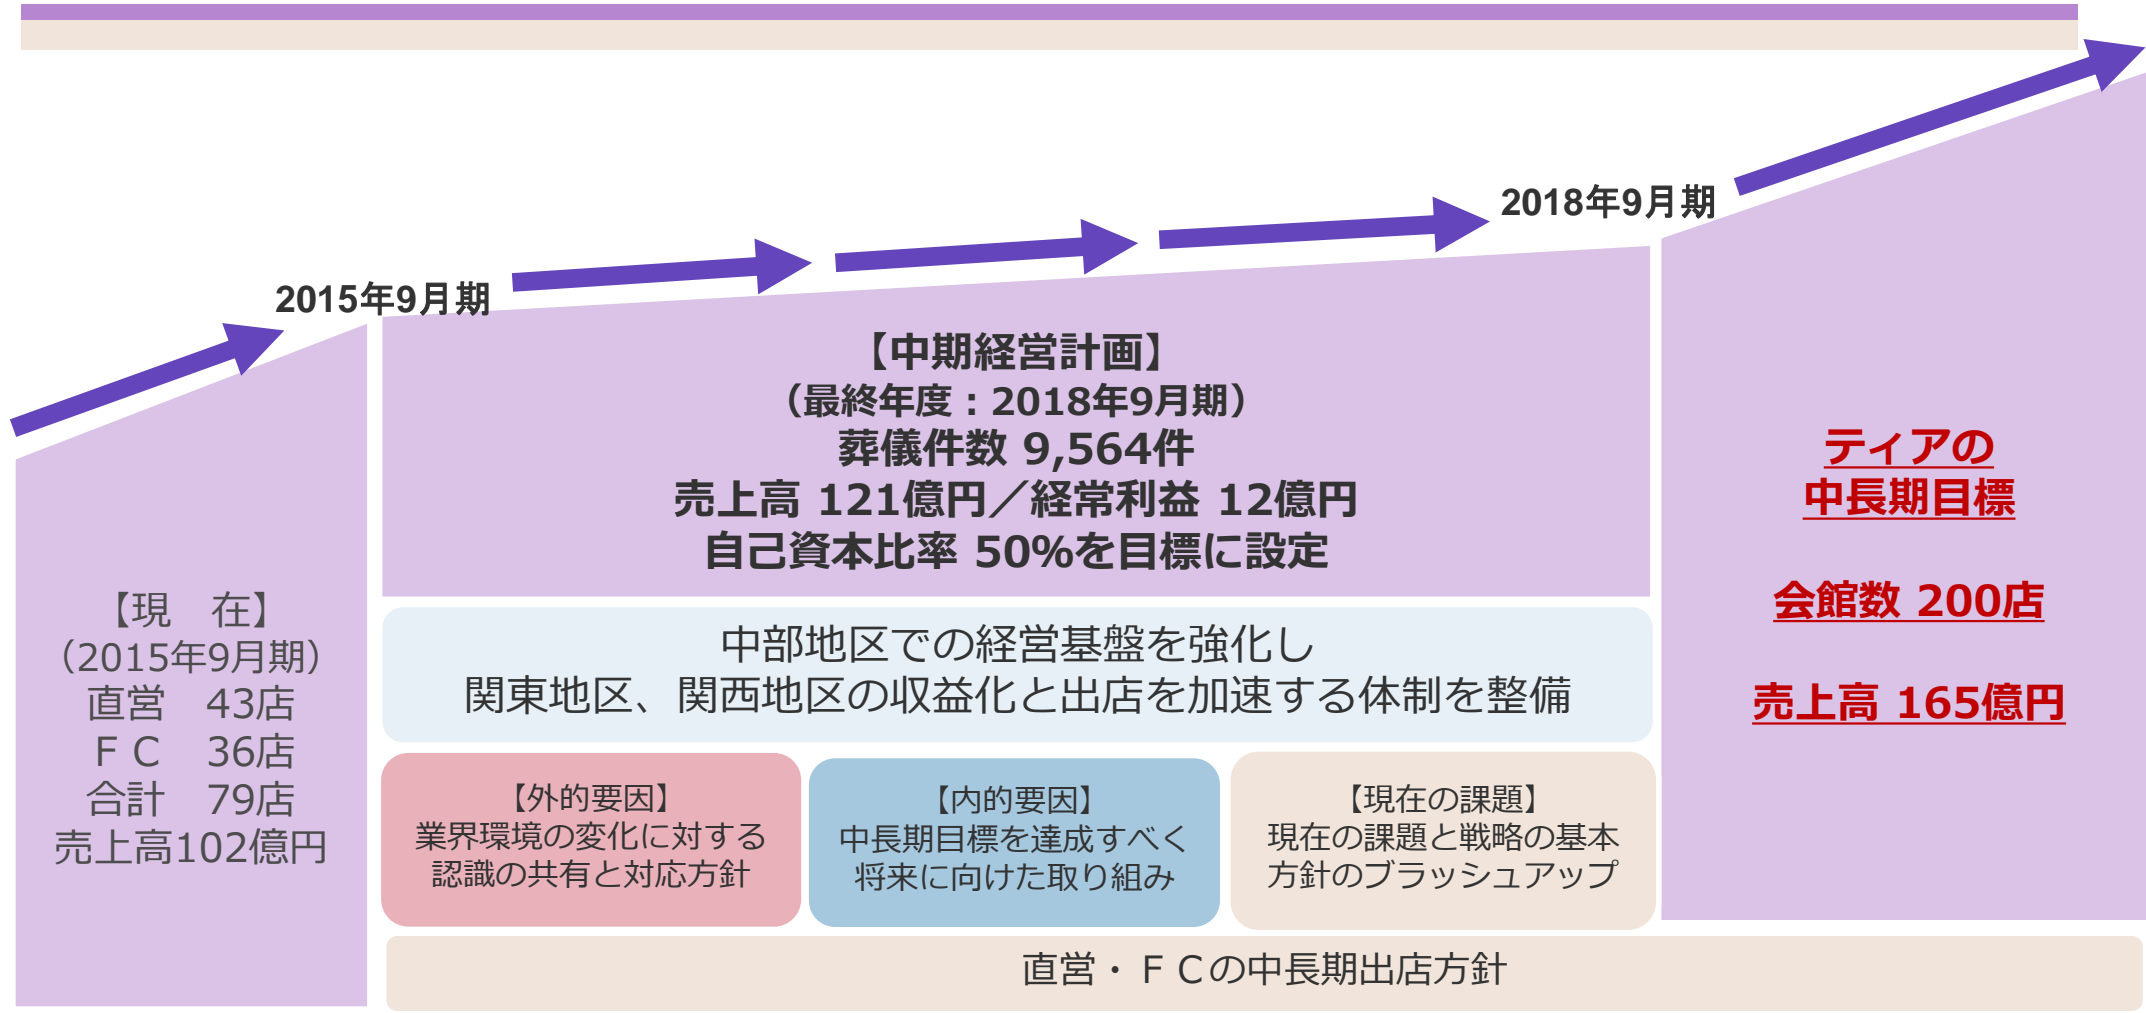 2015年9月期
2018年9月期
【現　在】
（2015年9月期）
直営　43店
ＦＣ　36店
合計　79店
売上高102億円
【中期経営計画】
（最終年度：2018年9月期）
葬儀件数 9,564件
売上高 121億円／経常利益 12億円
自己資本比率 50%を目標に設定
中部地区での経営基盤を強化し
関東地区、関西地区の収益化と出店を加速する体制を整備
【外的要因】
業界環境の変化に対する
認識の共有と対応方針
【内的要因】
中長期目標を達成すべく
将来に向けた取り組み
【現在の課題】
現在の課題と戦略の基本
方針のブラッシュアップ
ティアの
中長期目標
会館数 200店
売上高 165億円
直営・ＦＣの中長期出店方針